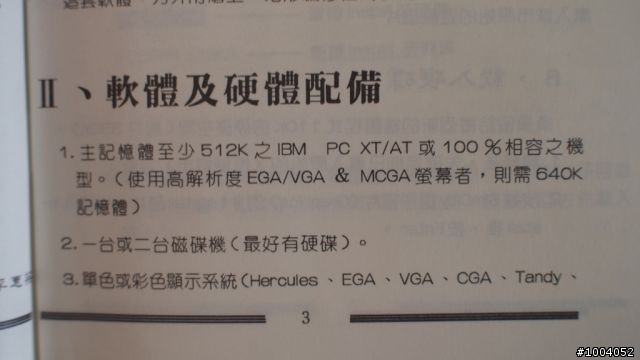 Ⅱ、軟體及硬體配備
1. 主記憶體至少512K之IBM PC XT/AT或100%相容之機
型。(使用高解析度EGA/VGA & MCGA螢幕者,則需640K
記憶體)
2. 一台或二台磁碟機(最好有硬碟)。
3. 單色或彩色顯示系統(Hercules、EGA、VGA、CGA、Tandy、
3
#1004052